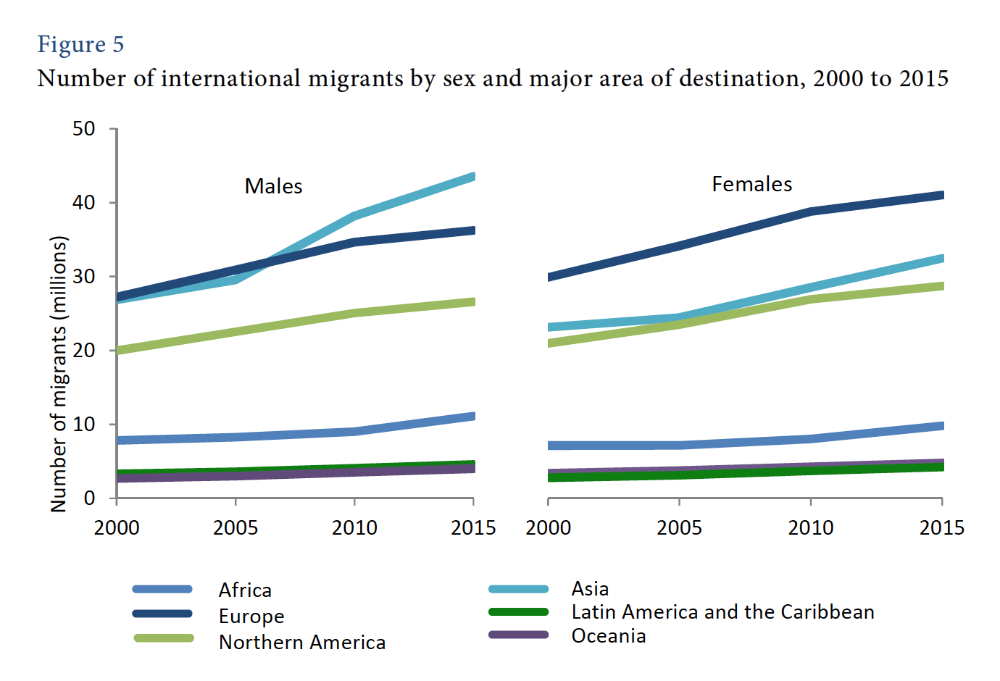 Figure 5
Number of international migrants by sex and major area of destination, 2000 to 2015
Number of migrants (millions)
50
40
30
20
10
0
Males
Females
2000 2005 2010 2015 2000 2005 2010 2015
Africa Asia
Europe Latin America and the Caribbean
Northern America Oceania